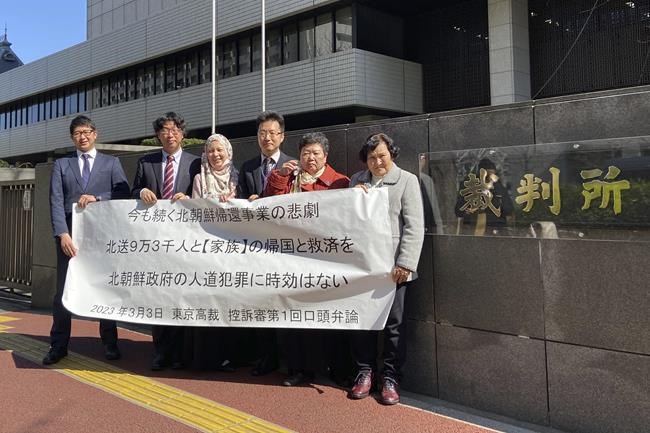 今も続く北朝鮮帰還事業の悲劇
北送9万3千人と【家族】の帰国と救済を
北朝鮮政府の人道犯罪に時効はない
2023年3月3日 東京高裁 控訴審第1回口頭弁論
裁判所